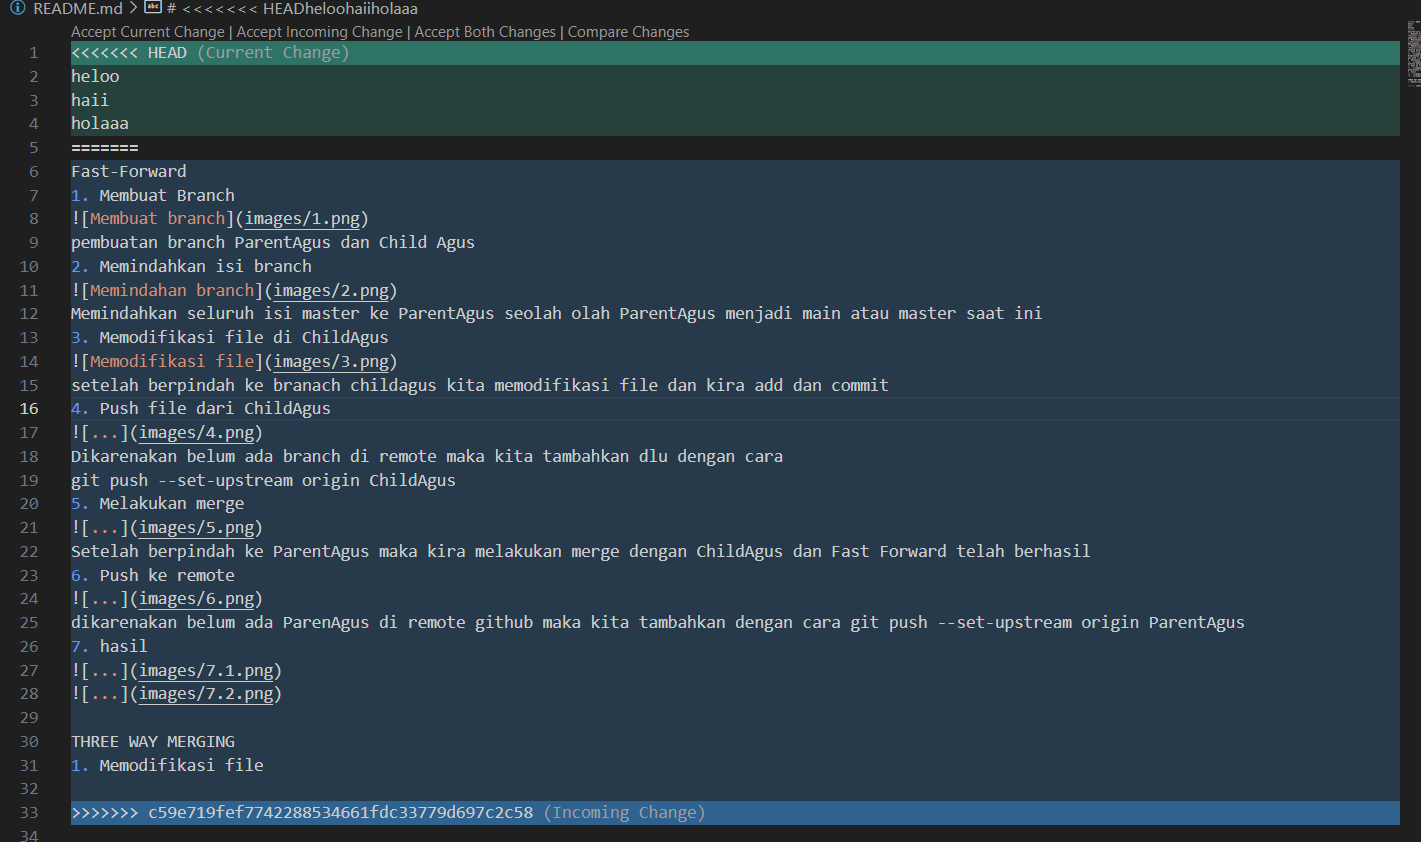 README.md > # <<<<<<< HEADheloohaiiholaaa
Accept Current Change | Accept Incoming Change | Accept Both Changes | Compare Changes
1 <<<<<<< HEAD (Current Change)
2 heloo
3 haii
4 holaaa
5 =======
6 Fast-Forward
7 1. Membuat Branch
8 ![Membuat branch](images/1.png)
9 pembuatan branch ParentAgus dan Child Agus
10 2. Memindahkan isi branch
11 ![Memindahan branch](images/2.png)
12 Memindahkan seluruh isi master ke ParentAgus seolah olah ParentAgus menjadi main atau master saat ini
13 3. Memodifikasi file di ChildAgus
14 ![Memodifikasi file](images/3.png)
15 setelah berpindah ke branach childagus kita memodifikasi file dan kira add dan commit
16 4. Push file dari ChildAgus
17 ![...](images/4.png)
18 Dikarenakan belum ada branch di remote maka kita tambahkan dlu dengan cara
19 git push --set-upstream origin ChildAgus
20 5. Melakukan merge
21 ![...](images/5.png)
22 Setelah berpindah ke ParentAgus maka kira melakukan merge dengan ChildAgus dan Fast Forward telah berhasil
23 6. Push ke remote
24 ![...](images/6.png)
25 dikarenakan belum ada ParenAgus di remote github maka kita tambahkan dengan cara git push --set-upstream origin ParentAgus
26 7. hasil
27 ![...](images/7.1.png)
28 ![...](images/7.2.png)
29
30 THREE WAY MERGING
31 1. Memodifikasi file
32
33 >>>>>>> c59e719fef7742288534661fdc33779d697c2c58 (Incoming Change)
34